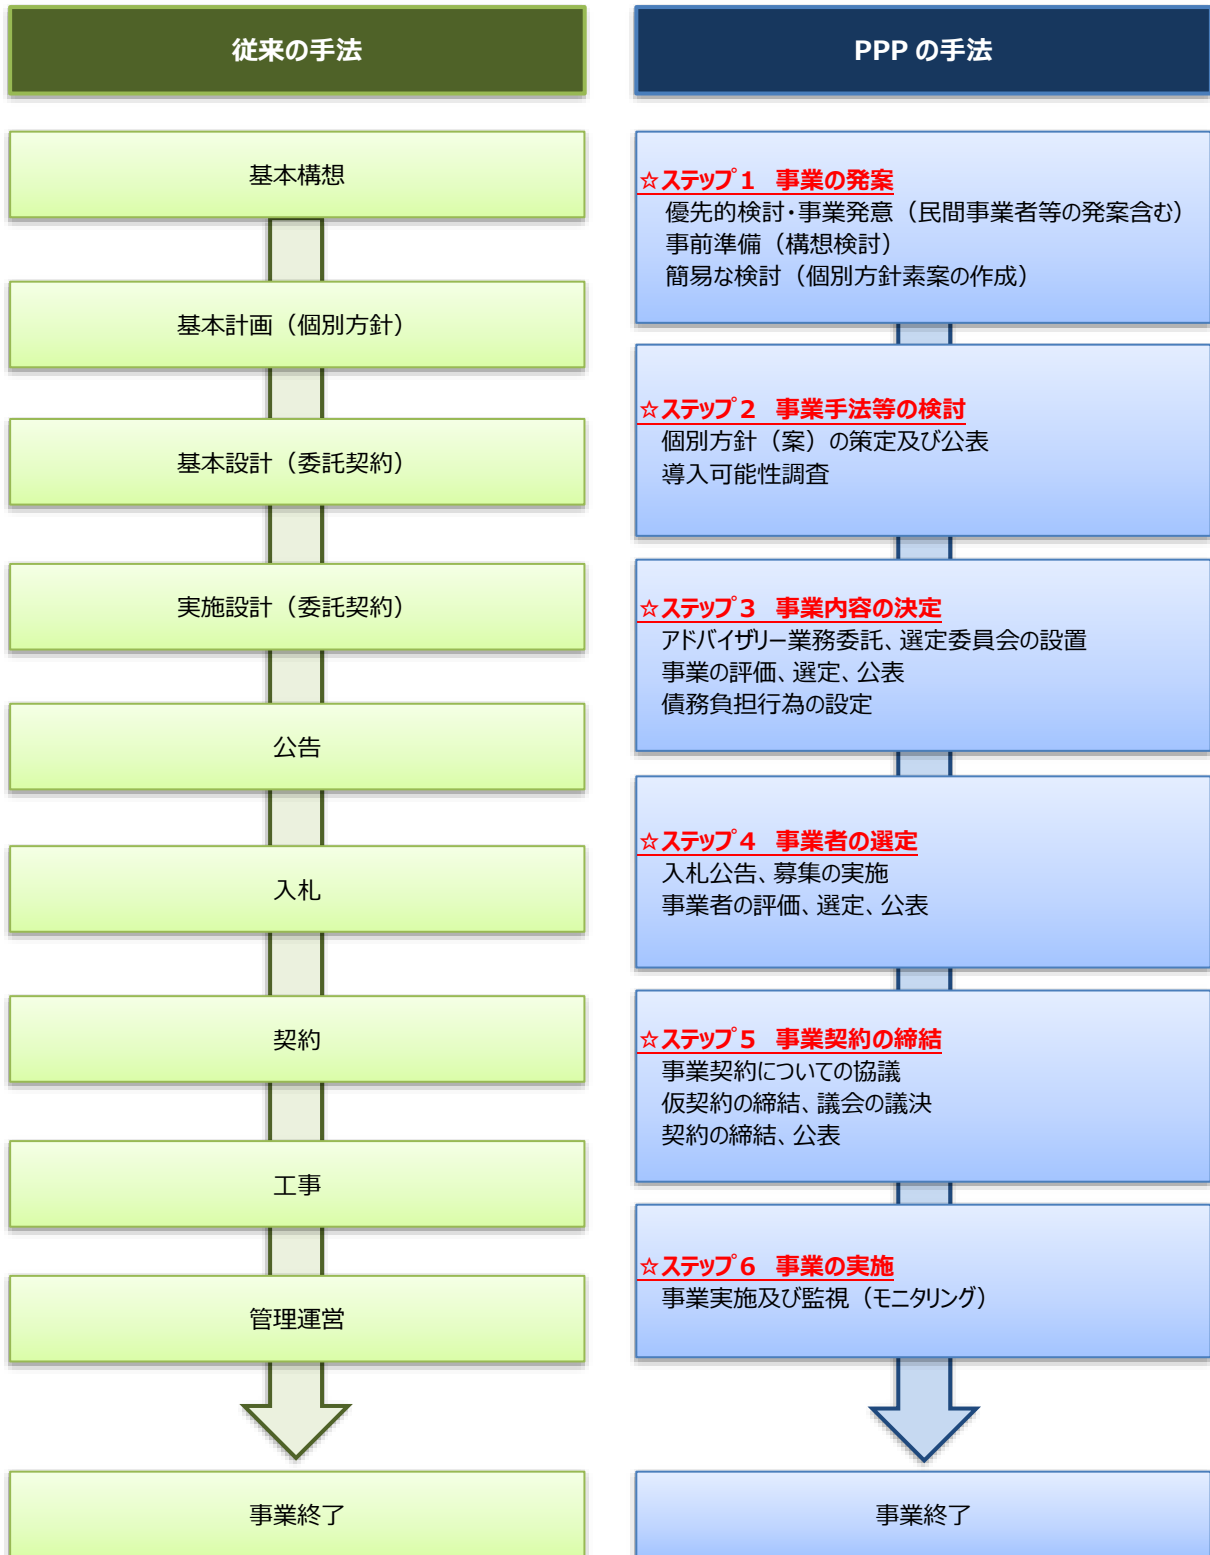 従来の手法
基本構想
基本計画（個別方針）
基本設計（委託契約）
実施設計（委託契約）
公告
入札
契約
工事
管理運営
事業終了
PPP の手法
☆ステップ１　事業の発案
優先的検討・事業発意（民間事業者等の発案含む）
事前準備（構想検討）
簡易な検討（個別方針素案の作成）
☆ステップ２　事業手法等の検討
個別方針（案）の策定及び公表
導入可能性調査
☆ステップ３　事業内容の決定
アドバイザリー業務委託、選定委員会の設置
事業の評価、選定、公表
債務負担行為の設定
☆ステップ４　事業者の選定
入札公告、募集の実施
事業者の評価、選定、公表
☆ステップ５　事業契約の締結
事業契約についての協議
仮契約の締結、議会の議決
契約の締結、公表
☆ステップ６　事業の実施
事業実施及び監視（モニタリング）
事業終了